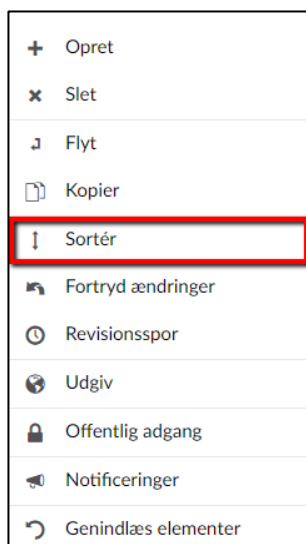 Opret
Slet
Flyt
Kopier
Sortér
Fortryd ændringer
Revisionsspor
Udgiv
Offentlig adgang
Notificeringer
Genindlæs elementer